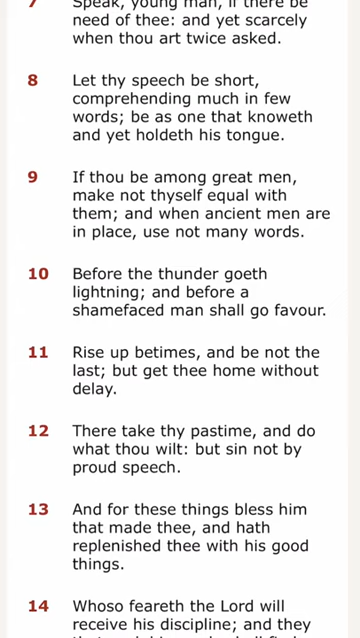 7 Speak, young man, if there be
need of thee: and yet scarcely
when thou art twice asked.
8 Let thy speech be short,
comprehending much in few
words; be as one that knoweth
and yet holdeth his tongue.
9 If thou be among great men,
make not thyself equal with
them; and when ancient men are
in place, use not many words.
10 Before the thunder goeth
lightning; and before a
shamefaced man shall go favour.
11 Rise up betimes, and be not the
last; but get thee home without
delay.
12 There take thy pastime, and do
what thou wilt: but sin not by
proud speech.
13 And for these things bless him
that made thee, and hath
replenished thee with his good
things.
14 Whoso feareth the Lord will
receive his discipline; and they